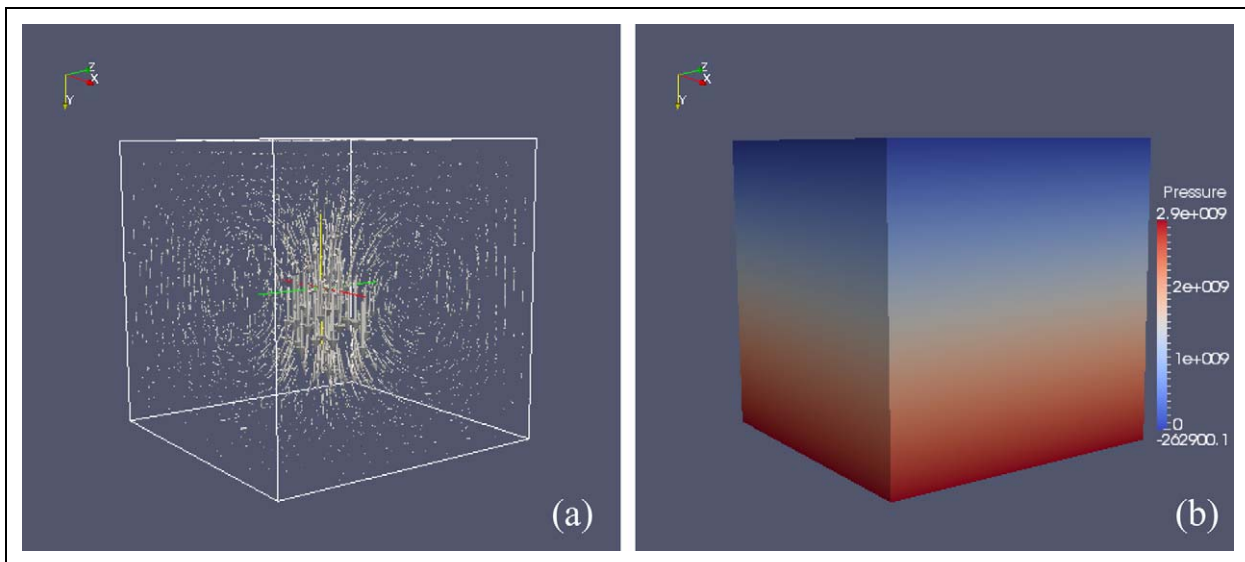 Z
X
Y
(a)
Z
X
Y
Pressure
2.9e+009
2e+009
1e+009
0
-262900.1
(b)